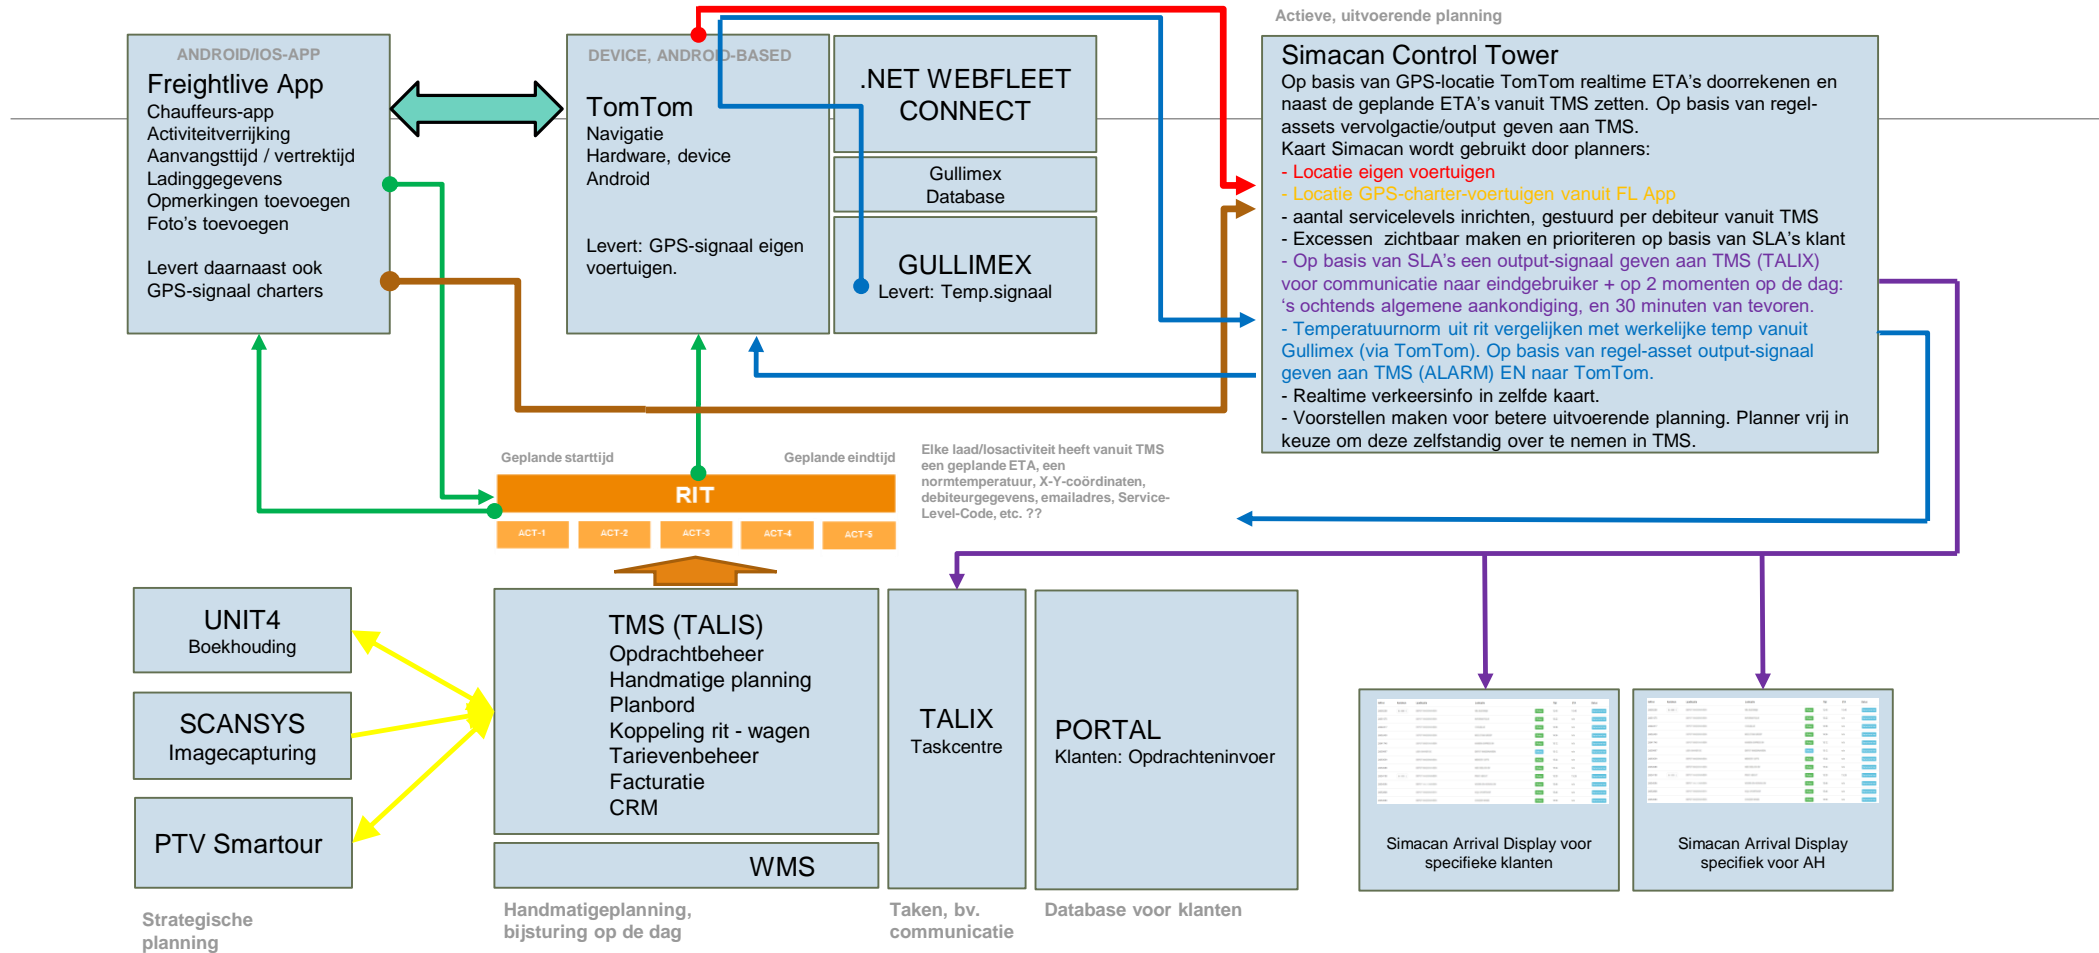 Actieve, uitvoerende planning
ANDROID/IOS-APP
Freightlive App
Chauffeurs-app
Activiteitverrijking
Aanvangsttijd / vertrektijd
Ladinggegevens
Opmerkingen toevoegen
Foto's toevoegen
Levert daarnaast ook
GPS-signaal charters
DEVICE, ANDROID-BASED
TomTom
Navigatie
Hardware, device
Android
Levert: GPS-signaal eigen
voertuigen.
.NET WEBFLEET
CONNECT
Gullimex
Database
GULLIMEX
Levert: Temp.signaal
Simacan Control Tower
Op basis van GPS-locatie TomTom realtime ETA's doorrekenen en
naast de geplande ETA's vanuit TMS zetten. Op basis van regel-
assets vervolgactie/output geven aan TMS.
Kaart Simacan wordt gebruikt door planners:
- Locatie eigen voertuigen
- Locatie GPS-charter-voertuigen vanuit FL App
- aantal servicelevels inrichten, gestuurd per debiteur vanuit TMS
- Excessen zichtbaar maken en prioriteren op basis van SLA's klant
- Op basis van SLA's een output-signaal geven aan TMS (TALIX)
voor communicatie naar eindgebruiker + op 2 momenten op de dag:
's ochtends algemene aankondiging, en 30 minuten van tevoren.
- Temperatuurnorm uit rit vergelijken met werkelijke temp vanuit
Gullimex (via TomTom). Op basis van regel-asset output-signaal
geven aan TMS (ALARM) EN naar TomTom.
- Realtime verkeersinfo in zelfde kaart.
- Voorstellen maken voor betere uitvoerende planning. Planner vrij in
keuze om deze zelfstandig over te nemen in TMS.
Geplande starttijd
Geplande eindtijd
RIT
ACT-1
ACT-2
ACT-3
ACT-4
ACT-5
Elke laad/losactiviteit heeft vanuit TMS
een geplande ETA, een
normtemperatuur, X-Y-coördinaten,
debiteurgegevens, emailadres, Service-
Level-Code, etc. ??
UNIT4
Boekhouding
SCANSYS
Imagecapturing
PTV Smartour
Strategische
planning
TMS (TALIS)
Opdrachtbeheer
Handmatige planning
Planbord
Koppeling rit - wagen
Tarievenbeheer
Facturatie
CRM
WMS
Handmatigeplanning,
bijsturing op de dag
TALIX
Taskcentre
Taken, bv.
communicatie
PORTAL
Klanten: Opdrachteninvoer
Database voor klanten
Simacan Arrival Display voor
specifieke klanten
Simacan Arrival Display
specifiek voor AH